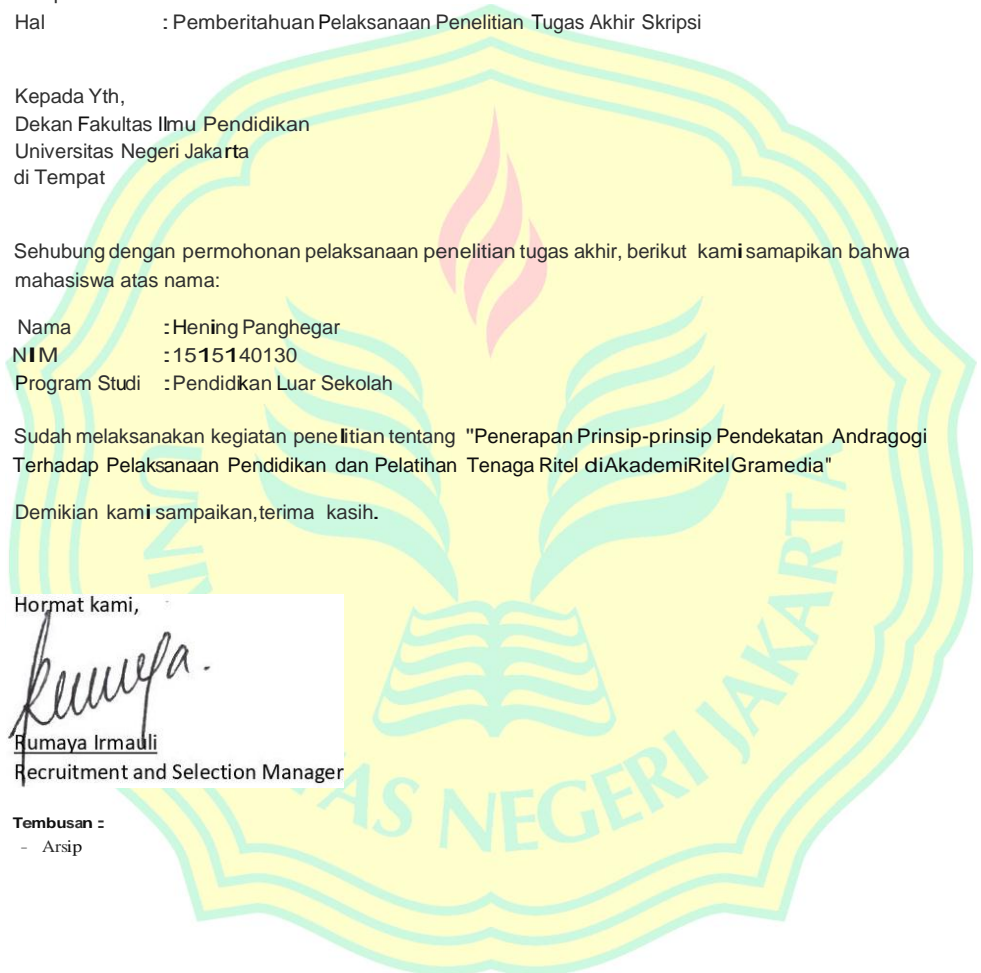 Hal : Pemberitahuan Pelaksanaan Penelitian Tugas Akhir Skripsi
Kepada Yth,
Dekan Fakultas Ilmu Pendidikan
Universitas Negeri Jakarta
di Tempat
Sehubung dengan permohonan pelaksanaan penelitian tugas akhir, berikut kami samapikan bahwa
mahasiswa atas nama:
Nama : Hening Panghegar
NIM : 1515140130
Program Studi : Pendidikan Luar Sekolah
Sudah melaksanakan kegiatan penelitian tentang "Penerapan Prinsip-prinsip Pendekatan Andragogi
Terhadap Pelaksanaan Pendidikan dan Pelatihan Tenaga Ritel diAkademiRitelGramedia"
Demikian kami sampaikan,terima kasih.
Hormat kami,
Rumaya Irmauli
Recruitment and Selection Manager
Tembusan :
- Arsip
NEGERI JAKARTA